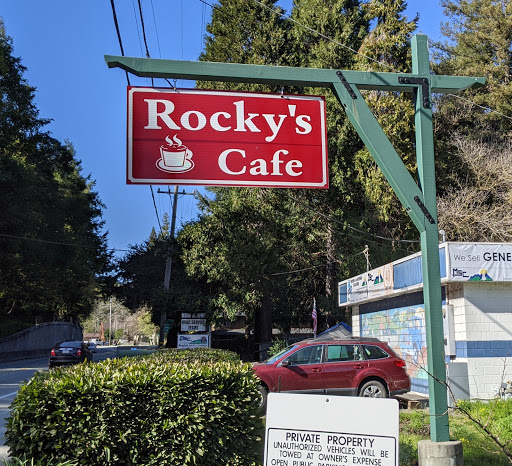 Rocky's
Cafe
We Sell GENE
PRIVATE PROPERTY
UNAUTHORIZED VEHICLES WILL BE
TOWED AT OWNER'S EXPENSE